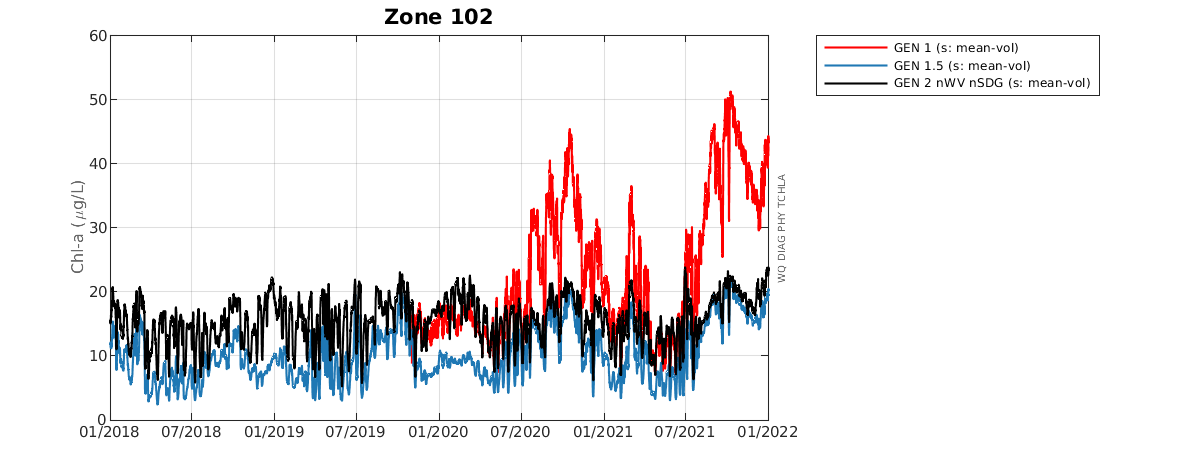 Zone 102
60
50
40
30
20
10
0
Chl-a (μg/L)
01/2018 07/2018 01/2019 07/2019 01/2020 07/2020 01/2021 07/2021 01/2022
WQ DIAG PHY TCHLA
GEN 1 (s: mean-vol)
GEN 1.5 (s: mean-vol)
GEN 2 nWV nSDG (s: mean-vol)